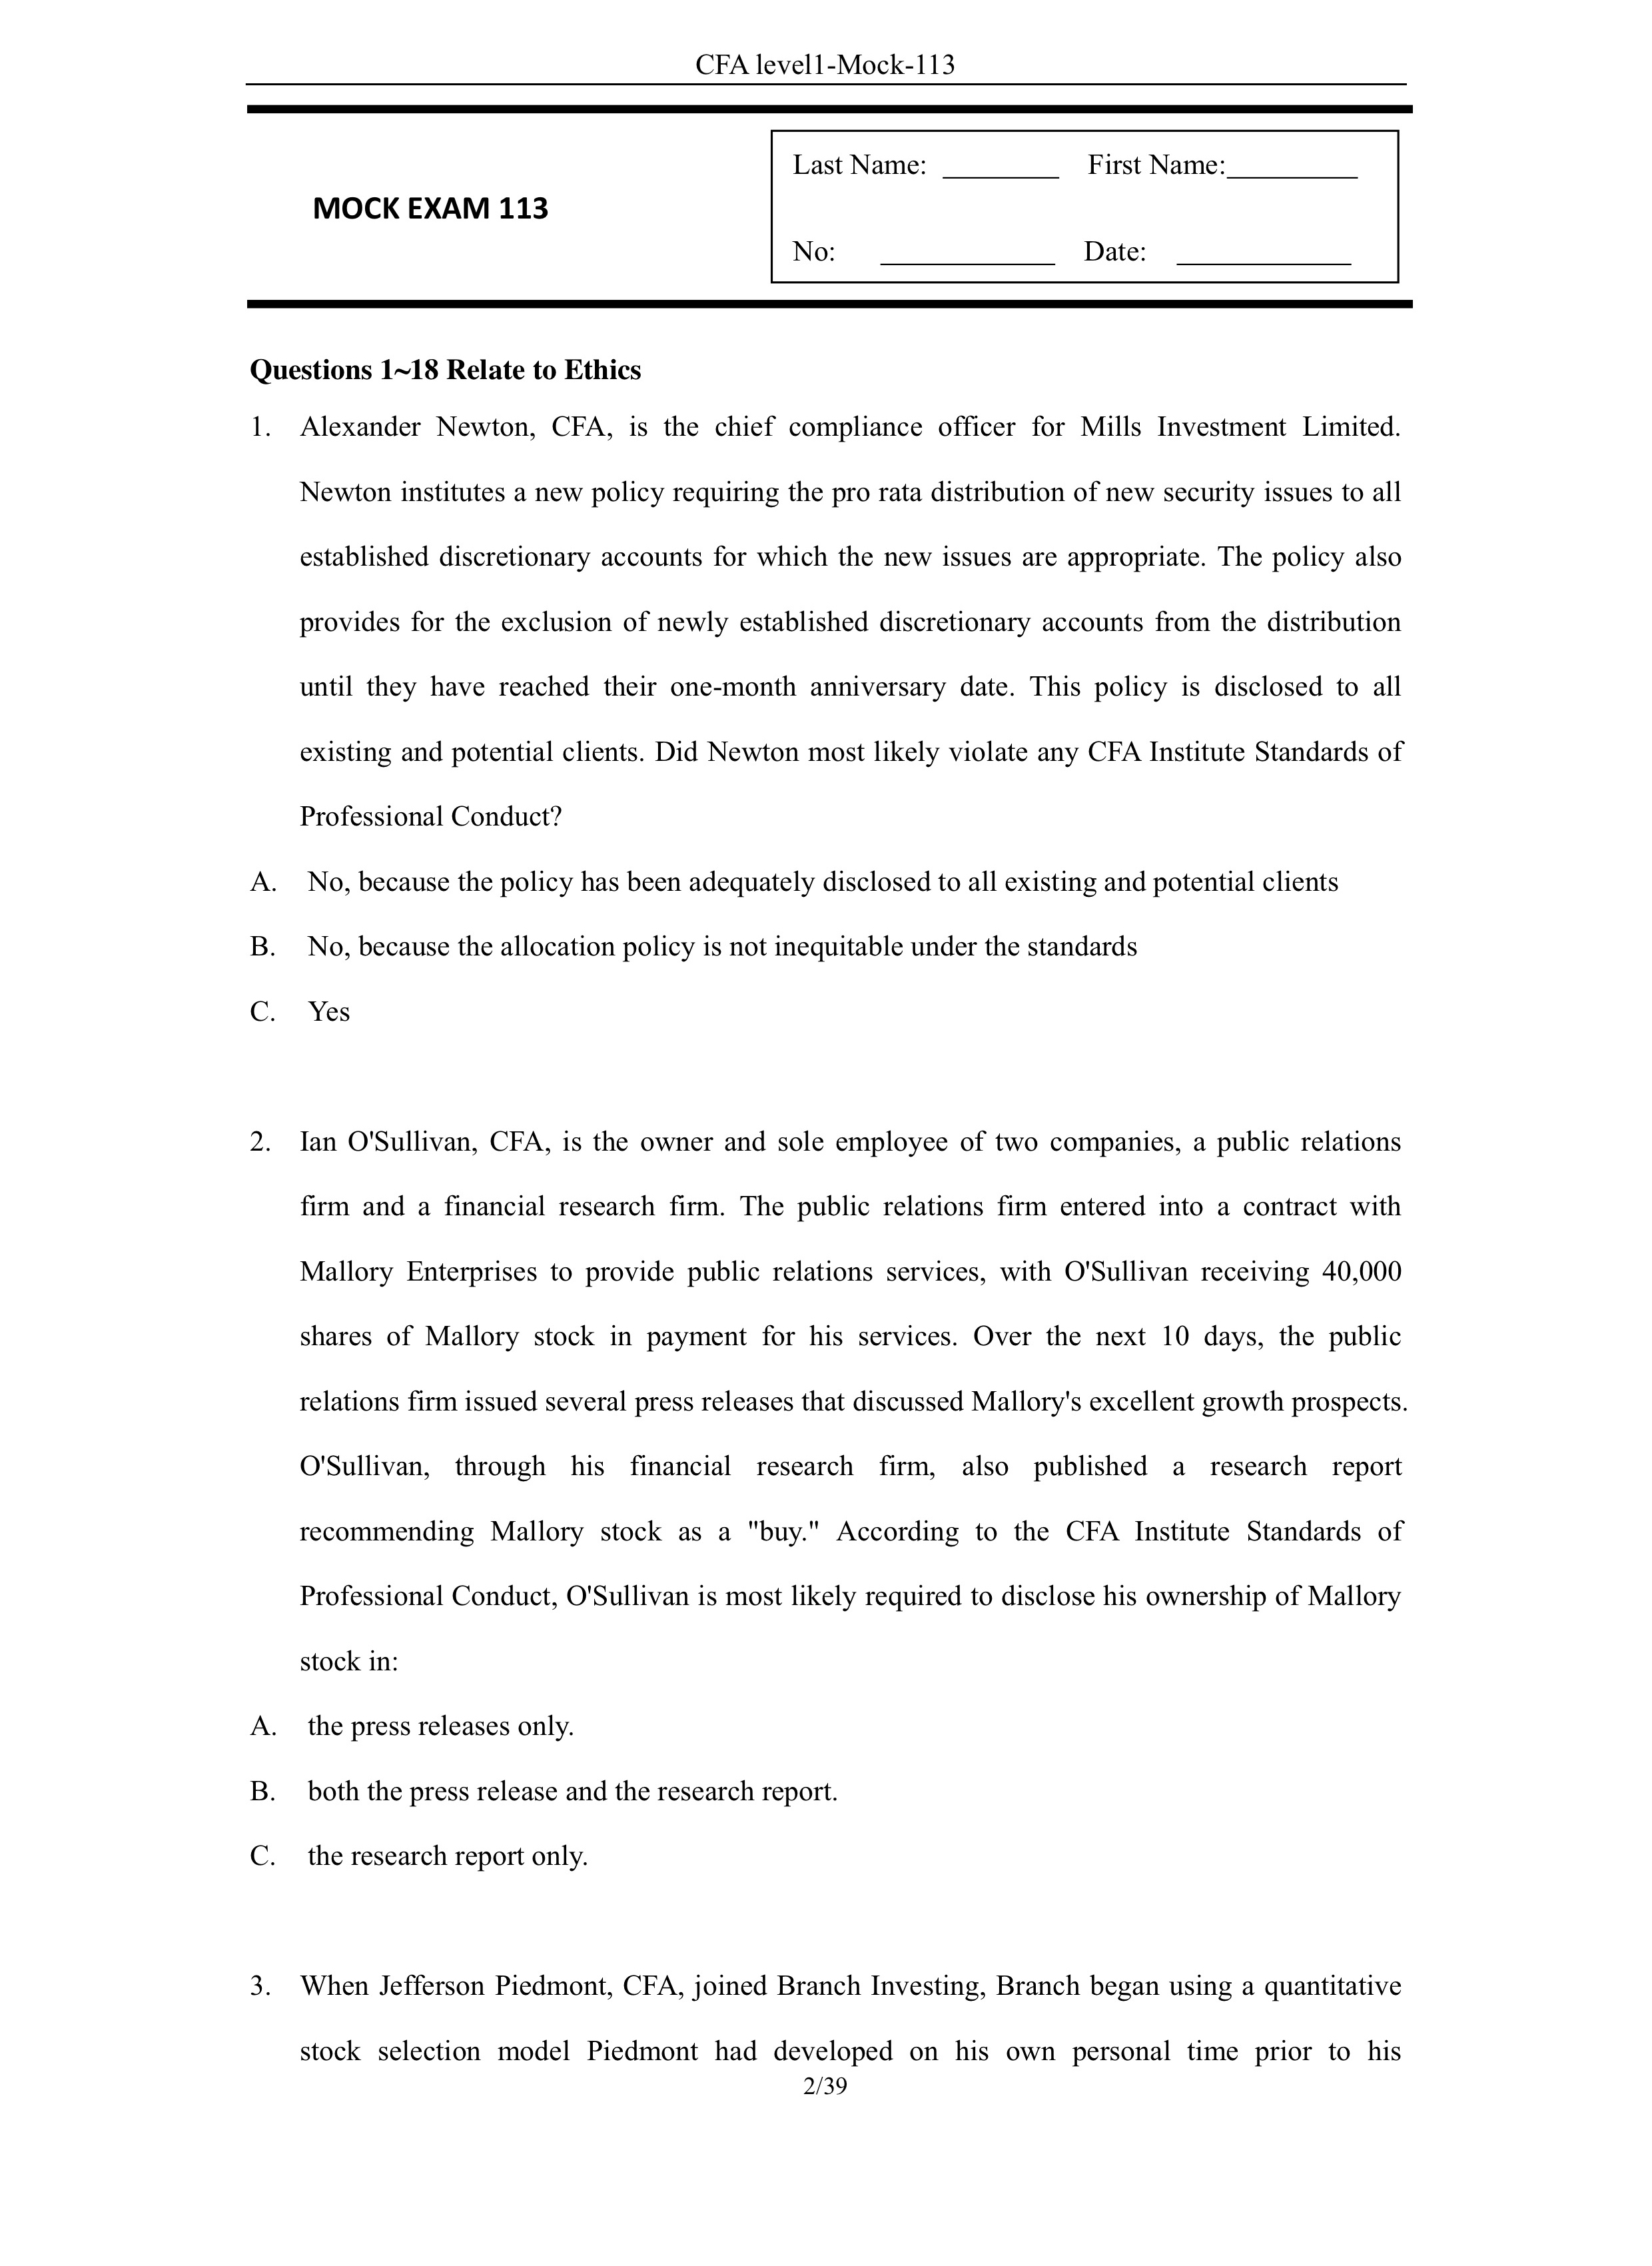 CFA level1-Mock-113
MOCK EXAM 113
Last Name: ________ First Name:_________
No: ____________ Date: ____________
Questions 1~18 Relate to Ethics
1. Alexander Newton, CFA, is the chief compliance officer for Mills Investment Limited.
Newton institutes a new policy requiring the pro rata distribution of new security issues to all
established discretionary accounts for which the new issues are appropriate. The policy also
provides for the exclusion of newly established discretionary accounts from the distribution
until they have reached their one-month anniversary date. This policy is disclosed to all
existing and potential clients. Did Newton most likely violate any CFA Institute Standards of
Professional Conduct?
A. No, because the policy has been adequately disclosed to all existing and potential clients
B. No, because the allocation policy is not inequitable under the standards
C. Yes
2. Ian O'Sullivan, CFA, is the owner and sole employee of two companies, a public relations
firm and a financial research firm. The public relations firm entered into a contract with
Mallory Enterprises to provide public relations services, with O'Sullivan receiving 40,000
shares of Mallory stock in payment for his services. Over the next 10 days, the public
relations firm issued several press releases that discussed Mallory's excellent growth prospects.
O'Sullivan, through his financial research firm, also published a research report
recommending Mallory stock as a "buy." According to the CFA Institute Standards of
Professional Conduct, O'Sullivan is most likely required to disclose his ownership of Mallory
stock in:
A. the press releases only.
B. both the press release and the research report.
C. the research report only.
3. When Jefferson Piedmont, CFA, joined Branch Investing, Branch began using a quantitative
stock selection model Piedmont had developed on his own personal time prior to his
2/39